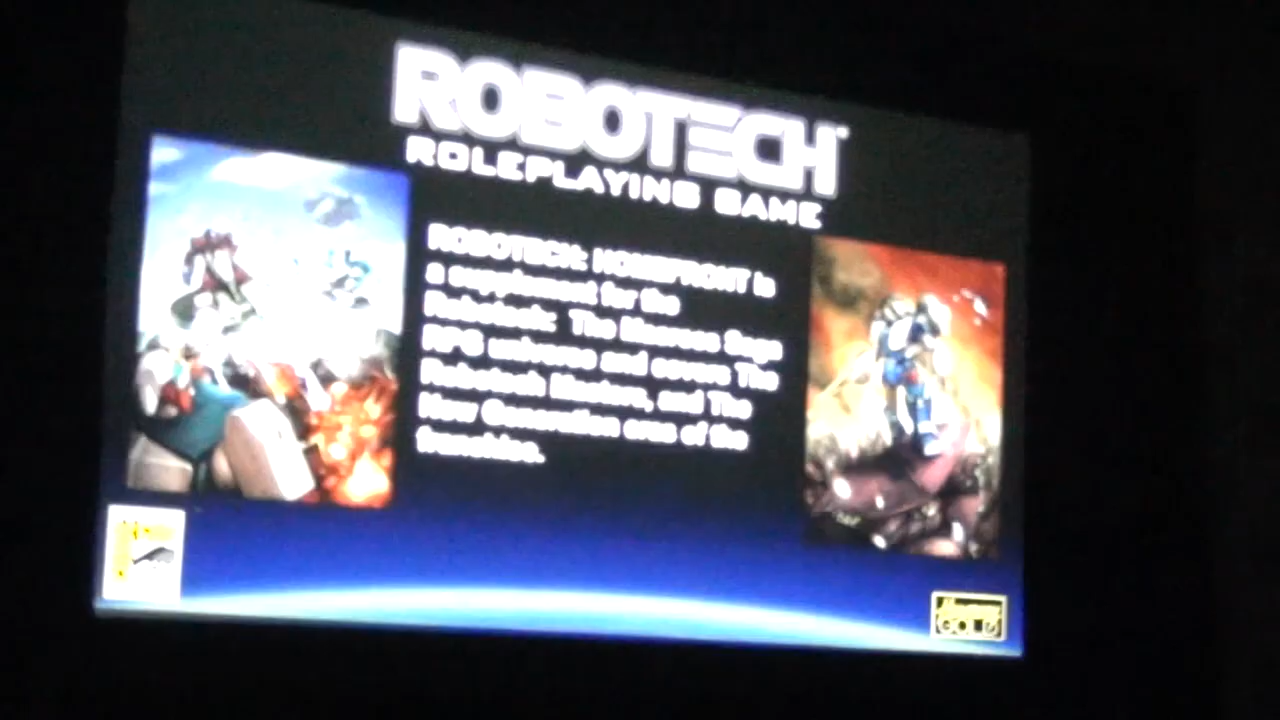 ROBOTECH
ROLEPLAYING GAME
ROBOTECH: HOMEFRONT is
a supplement for the
Robotech: The Macross Saga
RPG universe and covers The
Robotech Masters, and The
New Generation eras of the
franchise.
GOLD